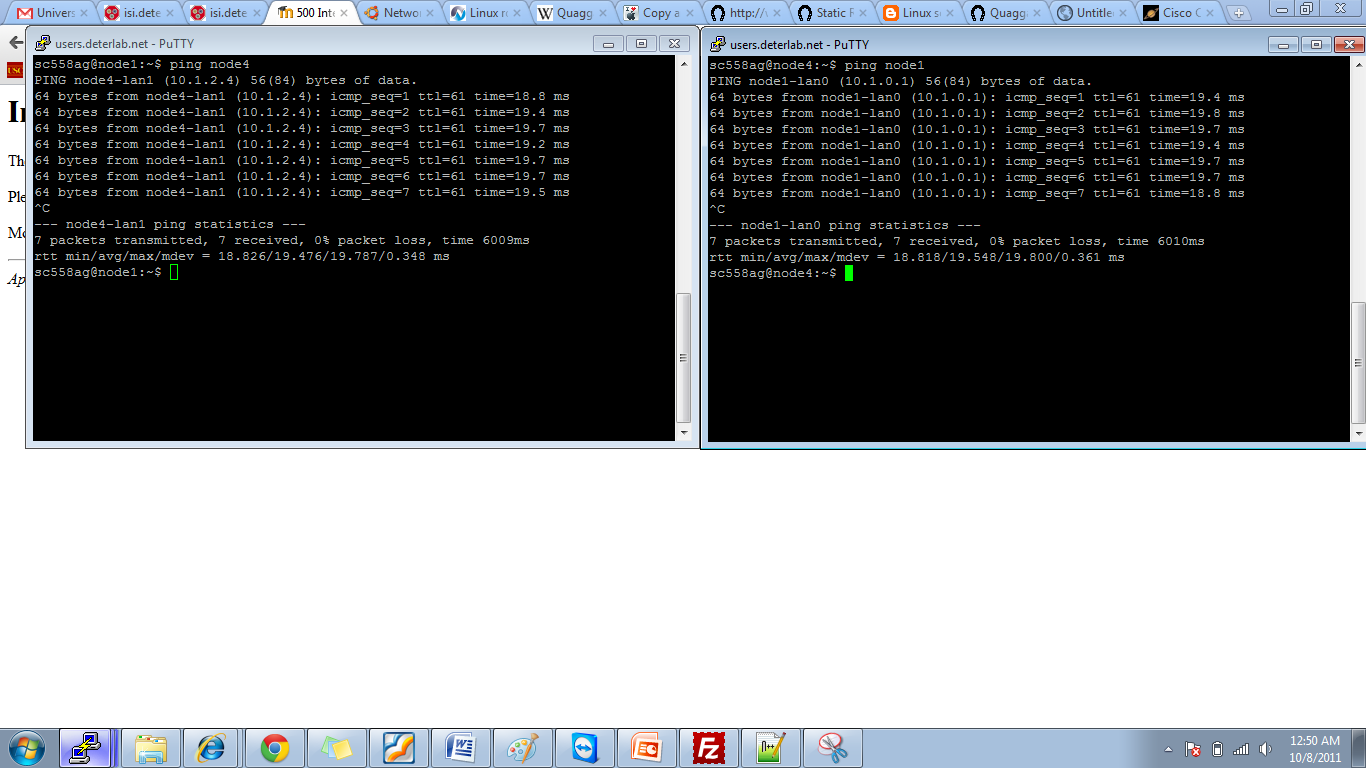 Univers
isi.dete
isi.dete
500 Inte
Networ
Linux r
Quagg
Copy a
http://
Static R
Linux s
Quagg
Untitle
Cisco C
users.deterlab.net - PuTTY
sc558ag@node1:~$ ping node4
PING node4-lan1 (10.1.2.4) 56(84) bytes of data.
64 bytes from node4-lan1 (10.1.2.4): icmp_seq=1 ttl=61 time=18.8 ms
64 bytes from node4-lan1 (10.1.2.4): icmp_seq=2 ttl=61 time=19.4 ms
64 bytes from node4-lan1 (10.1.2.4): icmp_seq=3 ttl=61 time=19.7 ms
64 bytes from node4-lan1 (10.1.2.4): icmp_seq=4 ttl=61 time=19.2 ms
64 bytes from node4-lan1 (10.1.2.4): icmp_seq=5 ttl=61 time=19.7 ms
64 bytes from node4-lan1 (10.1.2.4): icmp_seq=6 ttl=61 time=19.7 ms
64 bytes from node4-lan1 (10.1.2.4): icmp_seq=7 ttl=61 time=19.5 ms
^C
--- node4-lan1 ping statistics ---
7 packets transmitted, 7 received, 0% packet loss, time 6009ms
rtt min/avg/max/mdev = 18.826/19.476/19.787/0.348 ms
sc558ag@node1:~$
users.deterlab.net - PuTTY
sc558ag@node4:~$ ping node1
PING node1-lan0 (10.1.0.1) 56(84) bytes of data.
64 bytes from node1-lan0 (10.1.0.1): icmp_seq=1 ttl=61 time=19.4 ms
64 bytes from node1-lan0 (10.1.0.1): icmp_seq=2 ttl=61 time=19.8 ms
64 bytes from node1-lan0 (10.1.0.1): icmp_seq=3 ttl=61 time=19.7 ms
64 bytes from node1-lan0 (10.1.0.1): icmp_seq=4 ttl=61 time=19.4 ms
64 bytes from node1-lan0 (10.1.0.1): icmp_seq=5 ttl=61 time=19.7 ms
64 bytes from node1-lan0 (10.1.0.1): icmp_seq=6 ttl=61 time=19.7 ms
64 bytes from node1-lan0 (10.1.0.1): icmp_seq=7 ttl=61 time=18.8 ms
^C
--- node1-lan0 ping statistics ---
7 packets transmitted, 7 received, 0% packet loss, time 6010ms
rtt min/avg/max/mdev = 18.818/19.548/19.800/0.361 ms
sc558ag@node4:~$
USC
In
The
Ple
Mo
Ap
12:50 AM
10/8/2011